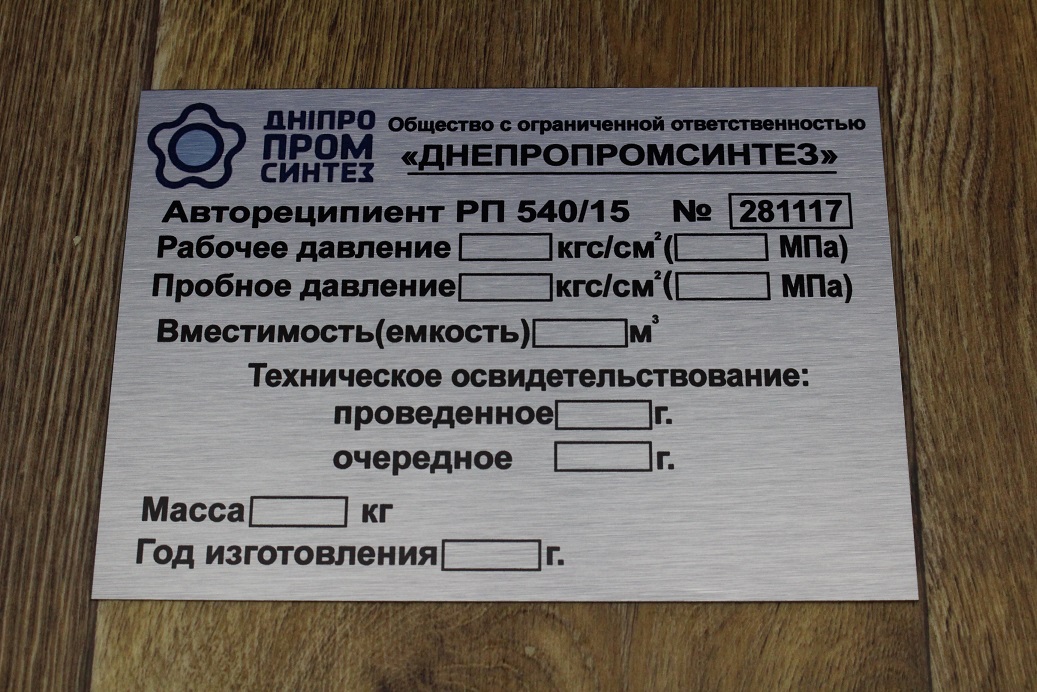 ДНІПРО
ПРОМ
СИНТЕЗ
Общество с ограниченной ответственностью
«ДНЕПРОПРОМСИНТЕЗ»
Автореципиент РП 540/15 № 281117
Рабочее давление кгс/см² ( МПа)
Пробное давление кгс/см² ( МПа)
Вместимость(емкость) м³
Техническое освидетельствование:
проведенное г.
очередное г.
Масса кг
Год изготовления г.